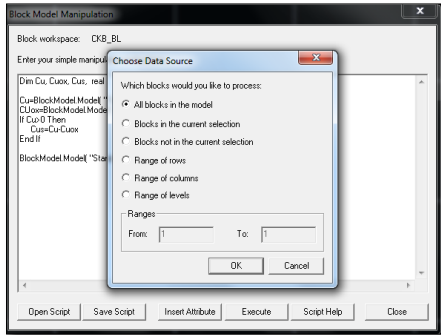 Block Model Manipulation
Block workspace: CKB_BL
Enter your simple
Dim Cu, Cuox, Cus, real
Cu=BlockModel.Model( "
CUox=BlockModel.Mode
If Cu>0 Then
Cus=Cu-Cuox
End If
BlockModel.Model( "Stan
Choose Data Source
Which blocks would you like to process:
All blocks in the model
Blocks in the current selection
Blocks not in the current selection
Range of rows
Range of columns
Range of levels
Ranges
From: 1 To: 1
OK Cancel
Open Script Save Script Insert Attribute Execute Script Help Close